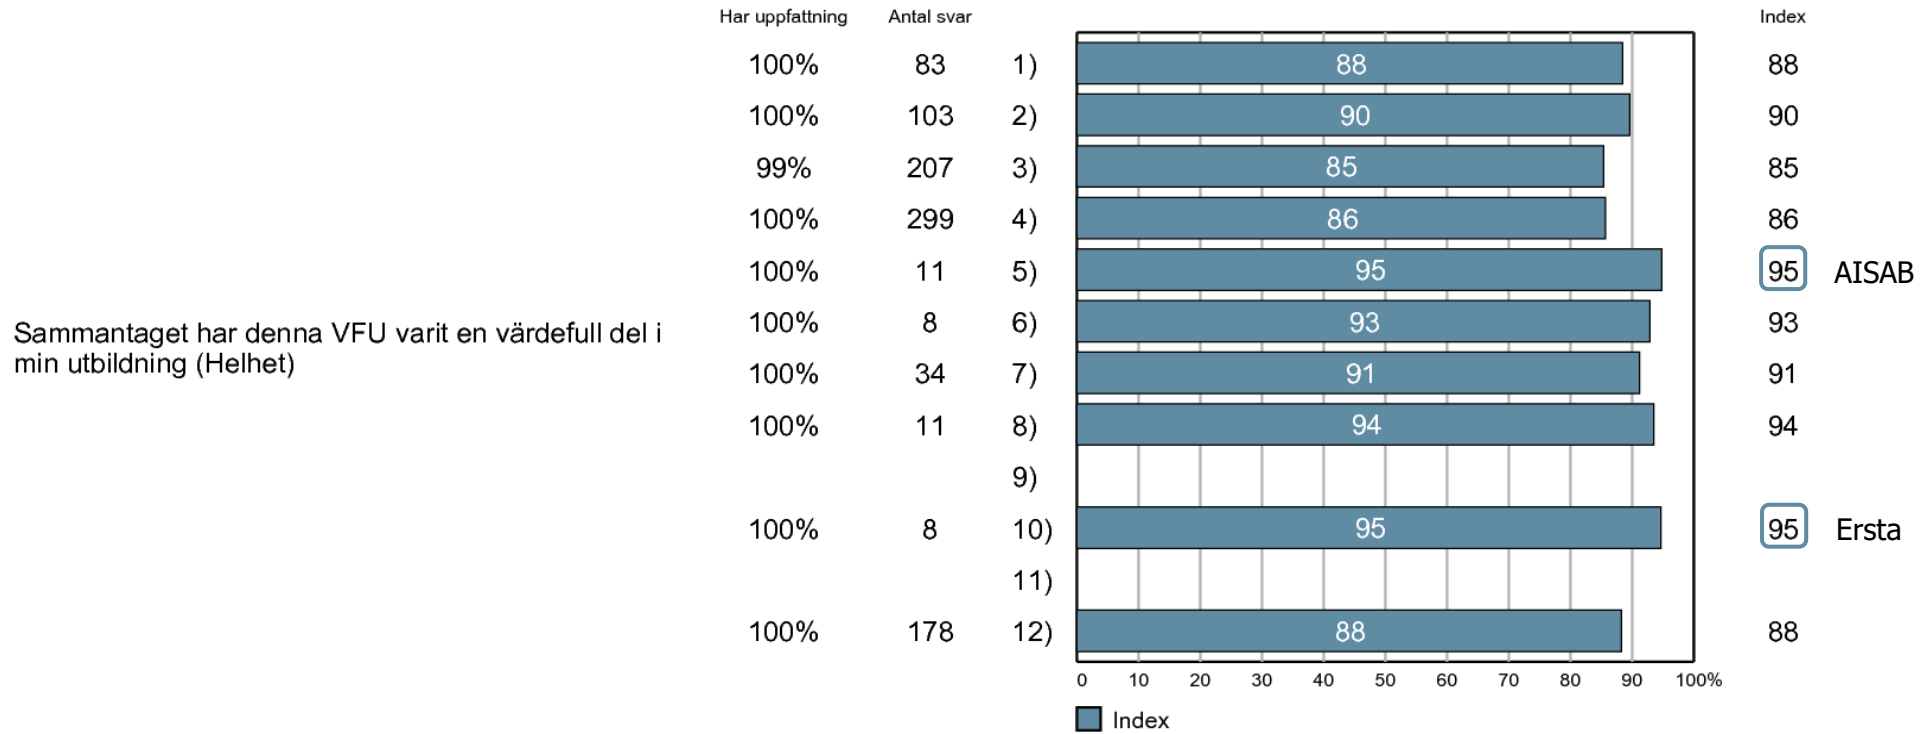 Har uppfattning Antal svar Index
100% 83 1) 88 88
100% 103 2) 90 90
99% 207 3) 85 85
100% 299 4) 86 86
100% 11 5) 95 95 AISAB
100% 8 6) 93 93
Sammantaget har denna VFU varit en värdefull del i
min utbildning (Helhet)
100% 34 7) 91 91
100% 11 8) 94 94
9)
100% 8 10) 95 95 Ersta
11)
100% 178 12) 88 88
0 10 20 30 40 50 60 70 80 90 100%
Index